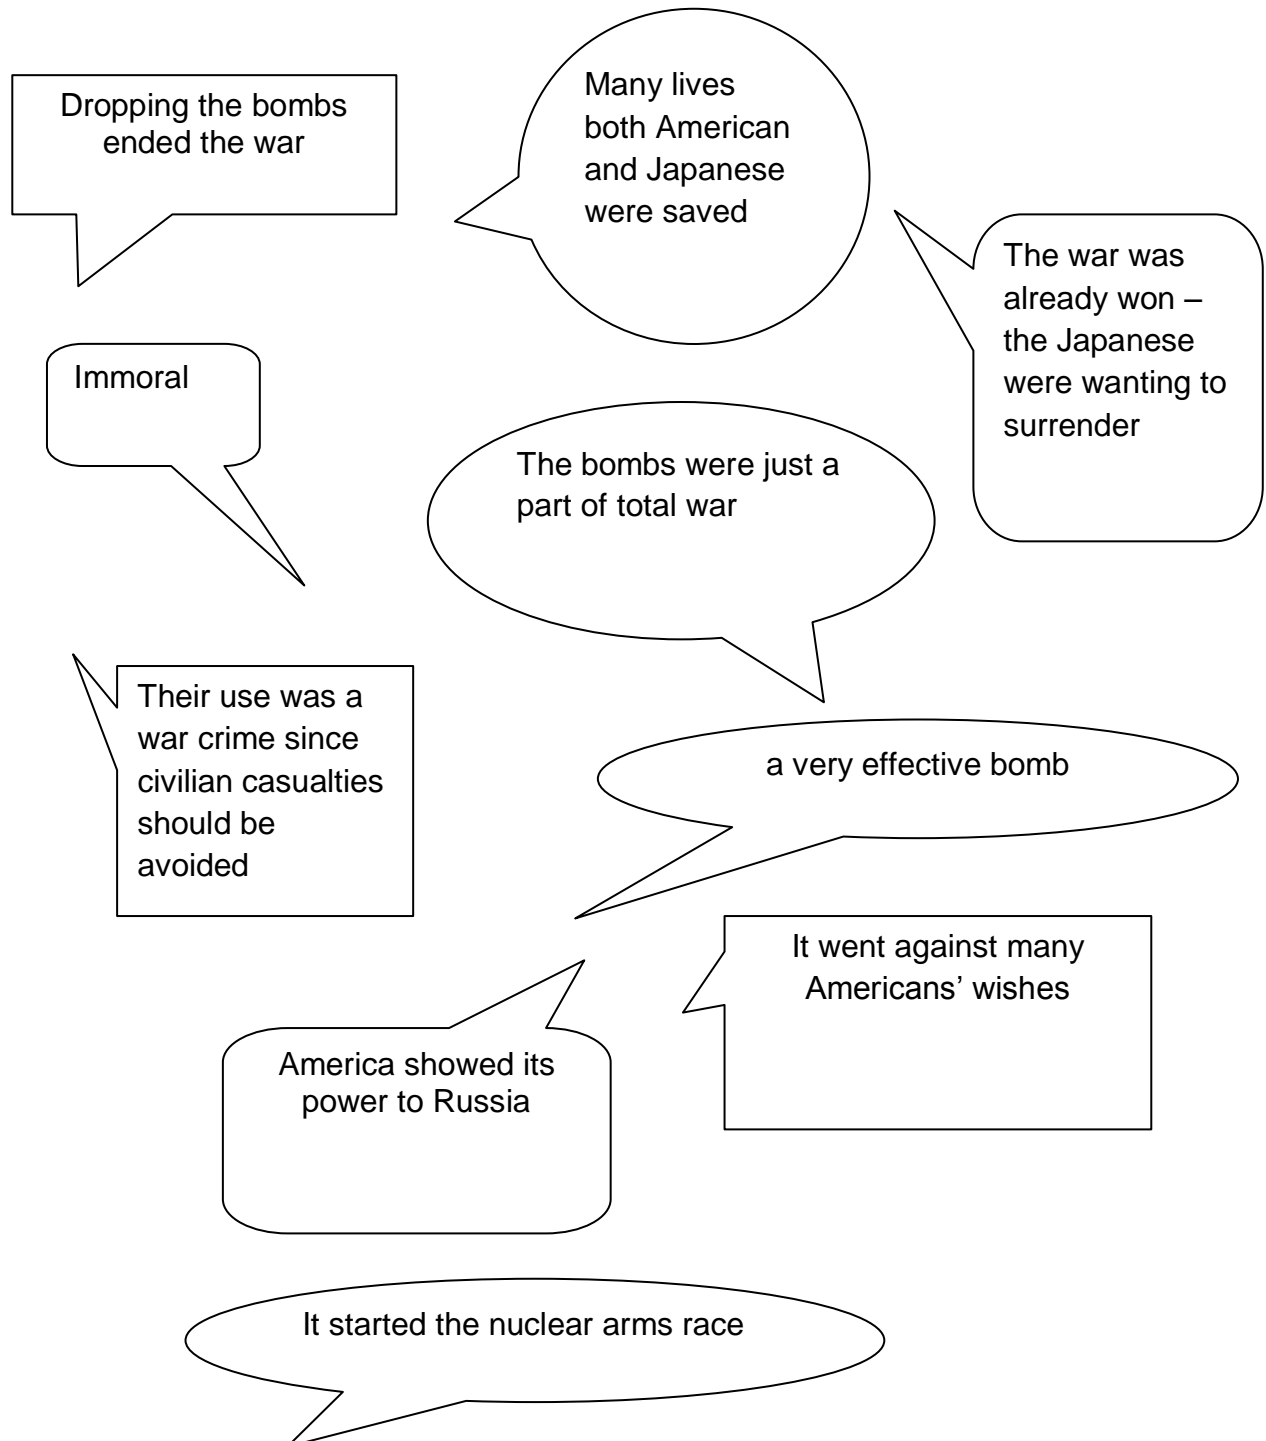 Dropping the bombs
ended the war
Many lives
both American
and Japanese
were saved
The war was
already won –
the Japanese
were wanting to
surrender
Immoral
The bombs were just a
part of total war
Their use was a
war crime since
civilian casualties
should be
avoided
a very effective bomb
It went against many
Americans’ wishes
America showed its
power to Russia
It started the nuclear arms race